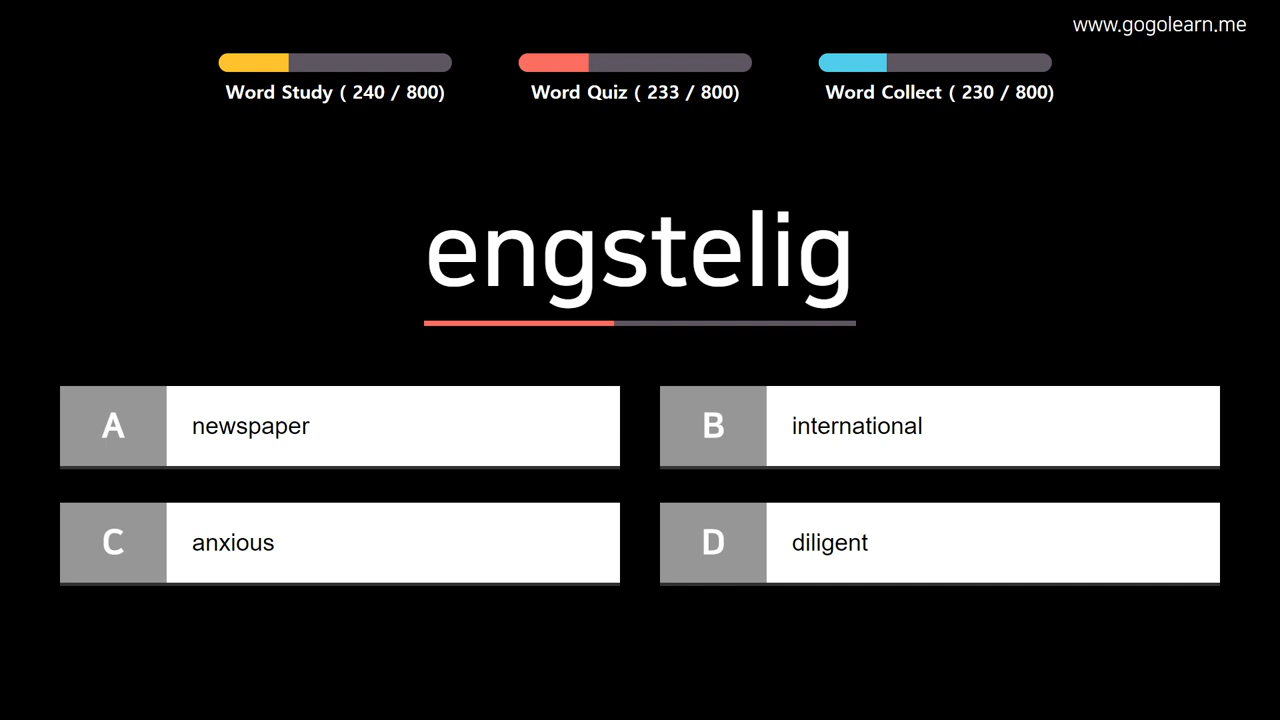 www.gogolearn.me
Word Study ( 240 / 800)
Word Quiz ( 233 / 800)
Word Collect ( 230 / 800)
engstelig
A newspaper
B international
C anxious
D diligent